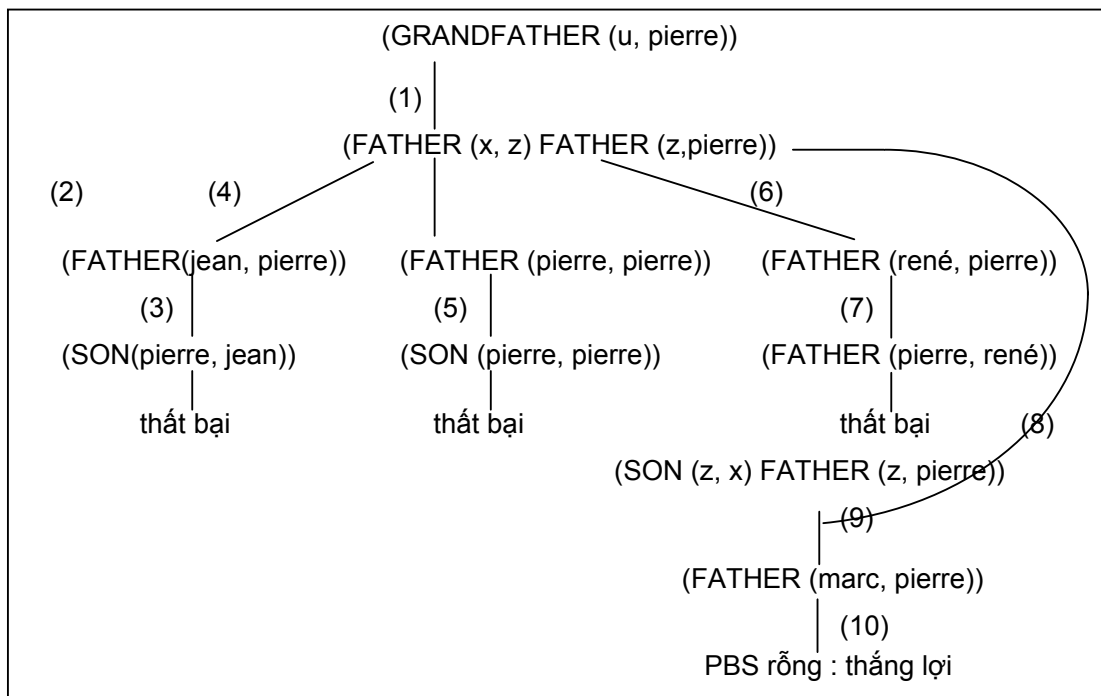 (GRANDFATHER (u, pierre))
(1)
(FATHER (x, z) FATHER (z,pierre))
(2) (4) (6)
(FATHER(jean, pierre)) (FATHER (pierre, pierre)) (FATHER (rené, pierre))
(3) (5) (7)
(SON(pierre, jean)) (SON (pierre, pierre)) (FATHER (pierre, rené))
thất bại thất bại thất bại (8)
(SON (z, x) FATHER (z, pierre))
(9)
(FATHER (marc, pierre))
(10)
PBS rỗng : thắng lợi